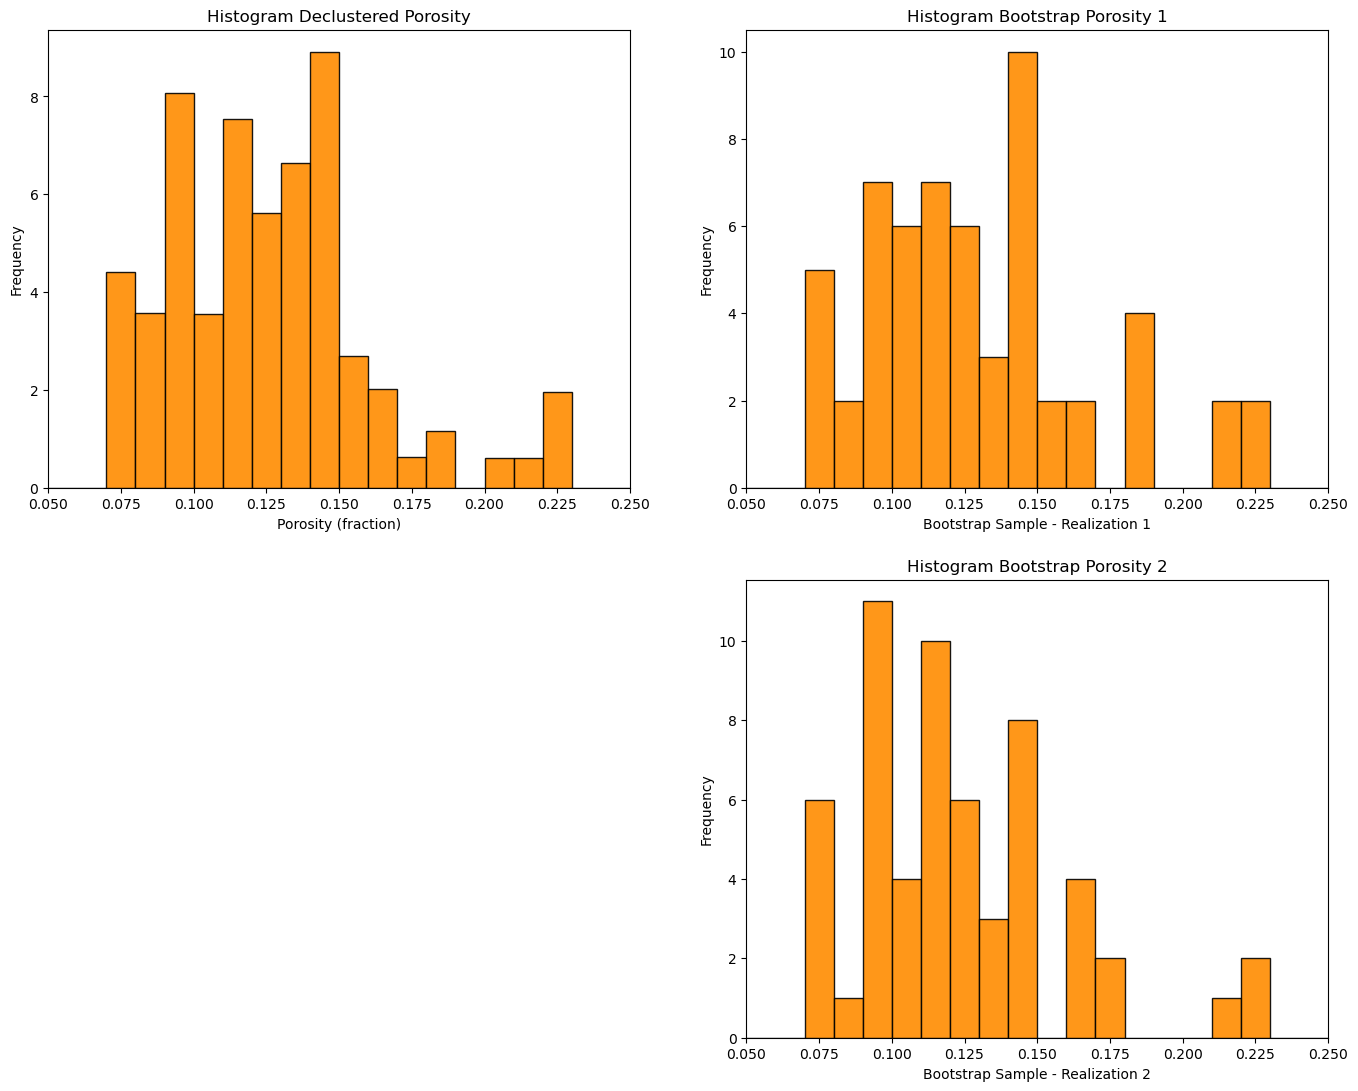 Histogram Declustered Porosity
Frequency
8
6
4
2
0
0.050 0.075 0.100 0.125 0.150 0.175 0.200 0.225 0.250
Porosity (fraction)
Histogram Bootstrap Porosity 1
Frequency
10
8
6
4
2
0
0.050 0.075 0.100 0.125 0.150 0.175 0.200 0.225 0.250
Bootstrap Sample - Realization 1
Histogram Bootstrap Porosity 2
Frequency
10
8
6
4
2
0
0.050 0.075 0.100 0.125 0.150 0.175 0.200 0.225 0.250
Bootstrap Sample - Realization 2